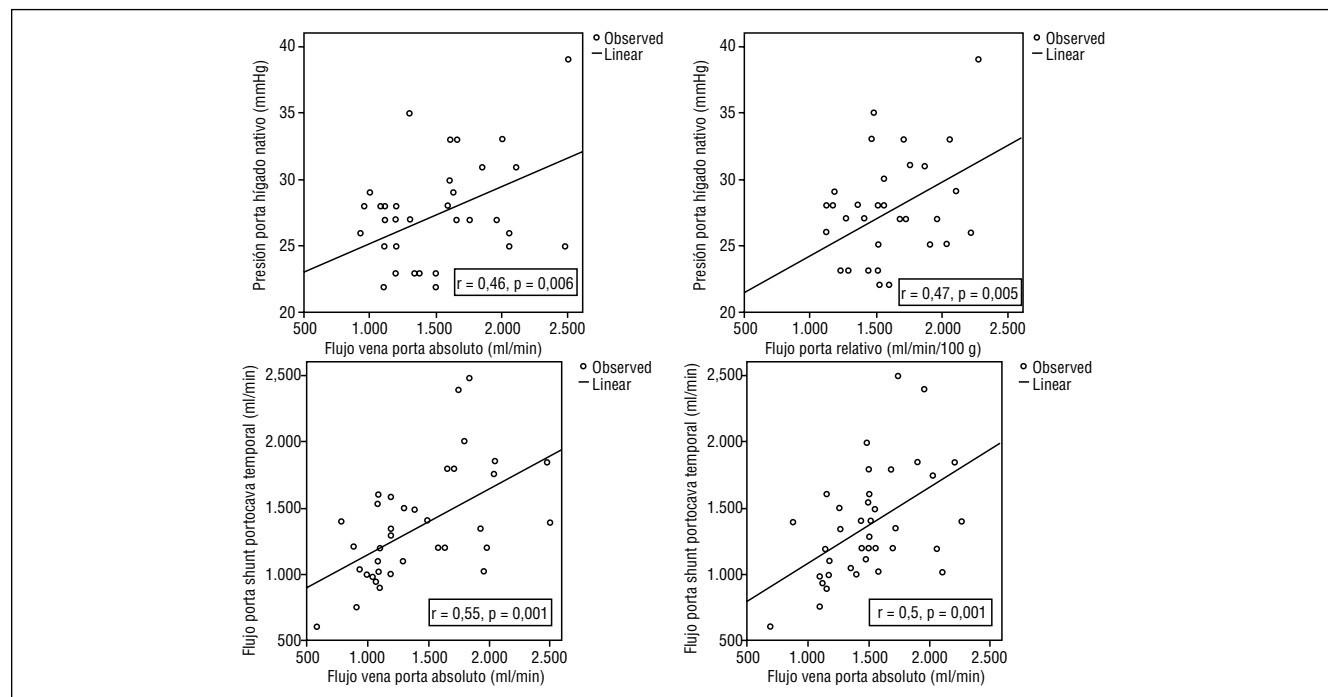 40
35
30
25
20
Presión porta hígado nativo (mmHg)
Observed
Linear
r = 0,46, p = 0,006
500 1.000 1.500 2.000 2.500
Flujo vena porta absoluto (ml/min)
40
35
30
25
20
Presión porta hígado nativo (mmHg)
Observed
Linear
r = 0,47, p = 0,005
500 1.000 1.500 2.000 2.500
Flujo porta relativo (ml/min/100 g)
2,500
2.000
1.500
1.000
500
Flujo porta shunt portocava temporal (ml/min)
Observed
Linear
r = 0,55, p = 0,001
500 1.000 1.500 2.000 2.500
Flujo vena porta absoluto (ml/min)
2,500
2.000
1.500
1.000
500
Flujo porta shunt portocava temporal (ml/min)
Observed
Linear
r = 0,5, p = 0,001
500 1.000 1.500 2.000 2.500
Flujo vena porta absoluto (ml/min)